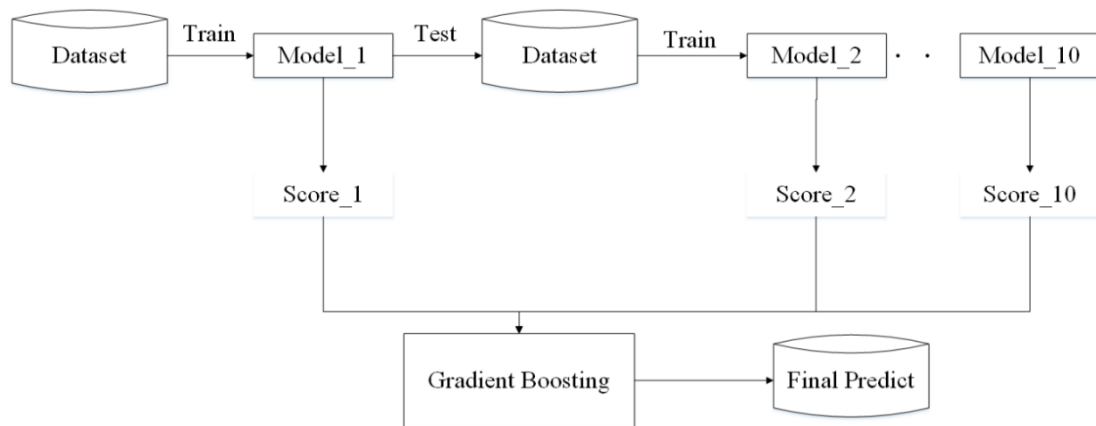 Train
Test
Train
Dataset
Model_1
Dataset
Model_2
· ·
Model_10
Score_1
Score_2
Score_10
Gradient Boosting
Final Predict